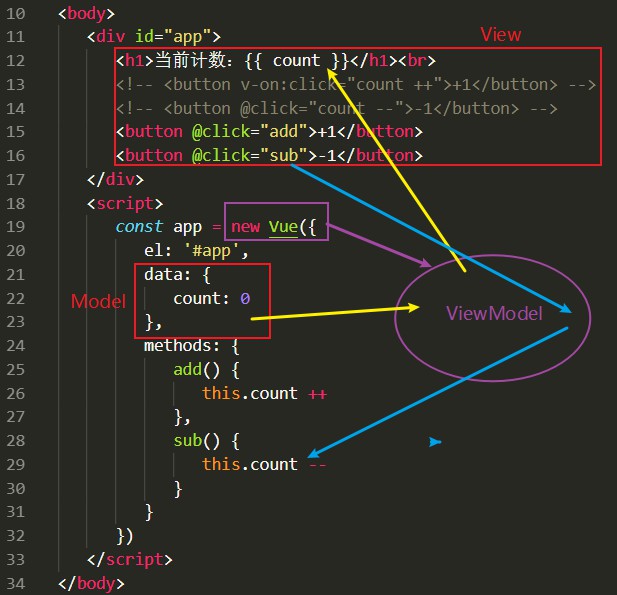 View
10 <body>
11 <div id="app">
12 <h1>当前计数: {{ count }}</h1><br>
13 <!-- <button v-on:click="count ++">+1</button> -->
14 <!-- <button @click="count --">-1</button> -->
15 <button @click="add">+1</button>
16 <button @click="sub">-1</button>
17 </div>
18 <script>
19 const app = new Vue({
20 el: '#app',
21 data: {
Model
22 count: 0
ViewModel
23 },
24 methods: {
25 add() {
26 this.count ++
27 },
28 sub() {
29 this.count --
30 }
31 }
32 })
33 </script>
34 </body>